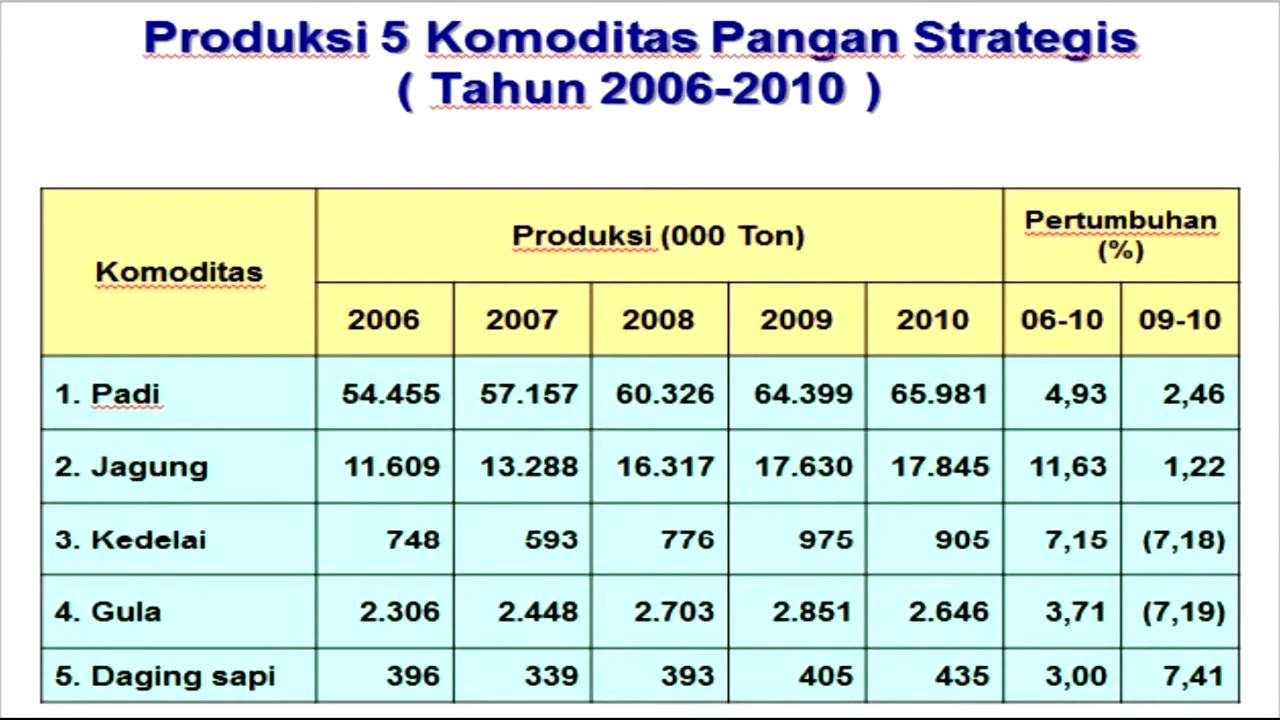 Produksi 5 Komoditas Pangan Strategis
( Tahun 2006-2010 )
Komoditas Produksi (000 Ton) Pertumbuhan (%)
2006 2007 2008 2009 2010 06-10 09-10
1. Padi 54.455 57.157 60.326 64.399 65.981 4,93 2,46
2. Jagung 11.609 13.288 16.317 17.630 17.845 11,63 1,22
3. Kedelai 748 593 776 975 905 7,15 (7,18)
4. Gula 2.306 2.448 2.703 2.851 2.646 3,71 (7,19)
5. Daging sapi 396 339 393 405 435 3,00 7,41